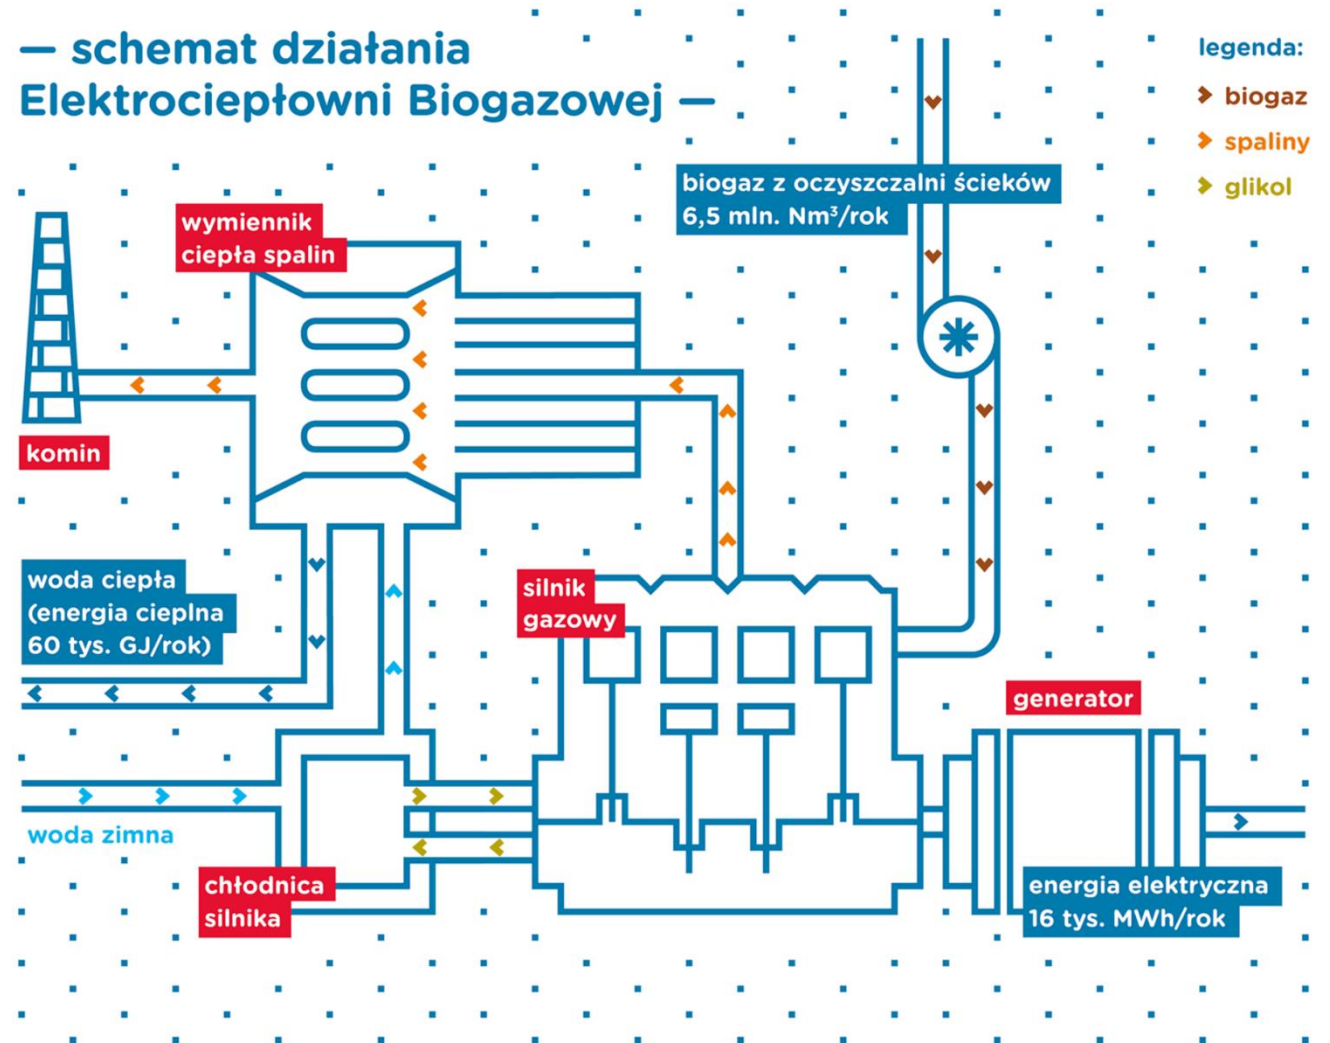 — schemat działania
Elektrociepłowni Biogazowej —
legenda:
biogaz
spaliny
glikol
biogaz z oczyszczalni ścieków
6,5 mln. Nm³/rok
wymiennik
ciepła spalin
komin
woda ciepła
(energia cieplna
60 tys. GJ/rok)
silnik
gazowy
generator
woda zimna
chłodnica
silnika
energia elektryczna
16 tys. MWh/rok